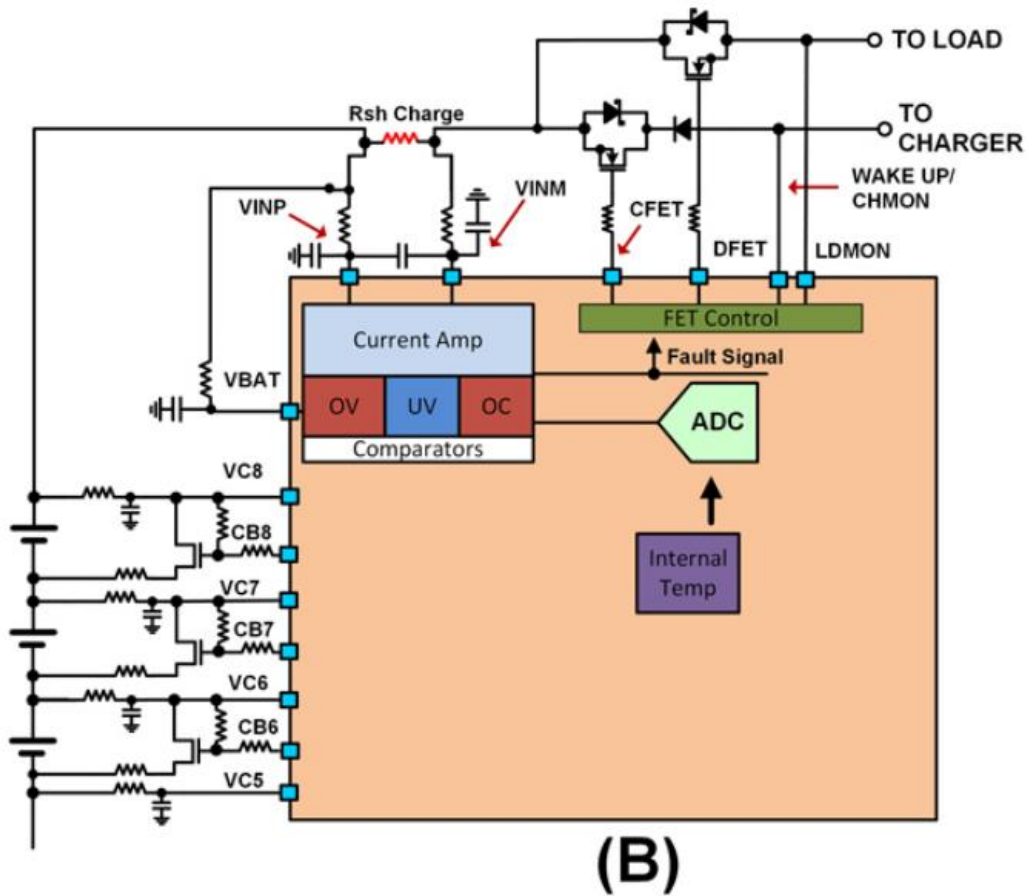 TO LOAD
Rsh Charge
TO
CHARGER
WAKE UP/
CHMON
VINP
VINM
CFET
DFET
LDMON
FET Control
Current Amp
Fault Signal
VBAT
OV
UV
OC
ADC
Comparators
VC8
CB8
Internal
Temp
VC7
CB7
VC6
CB6
VC5
(B)